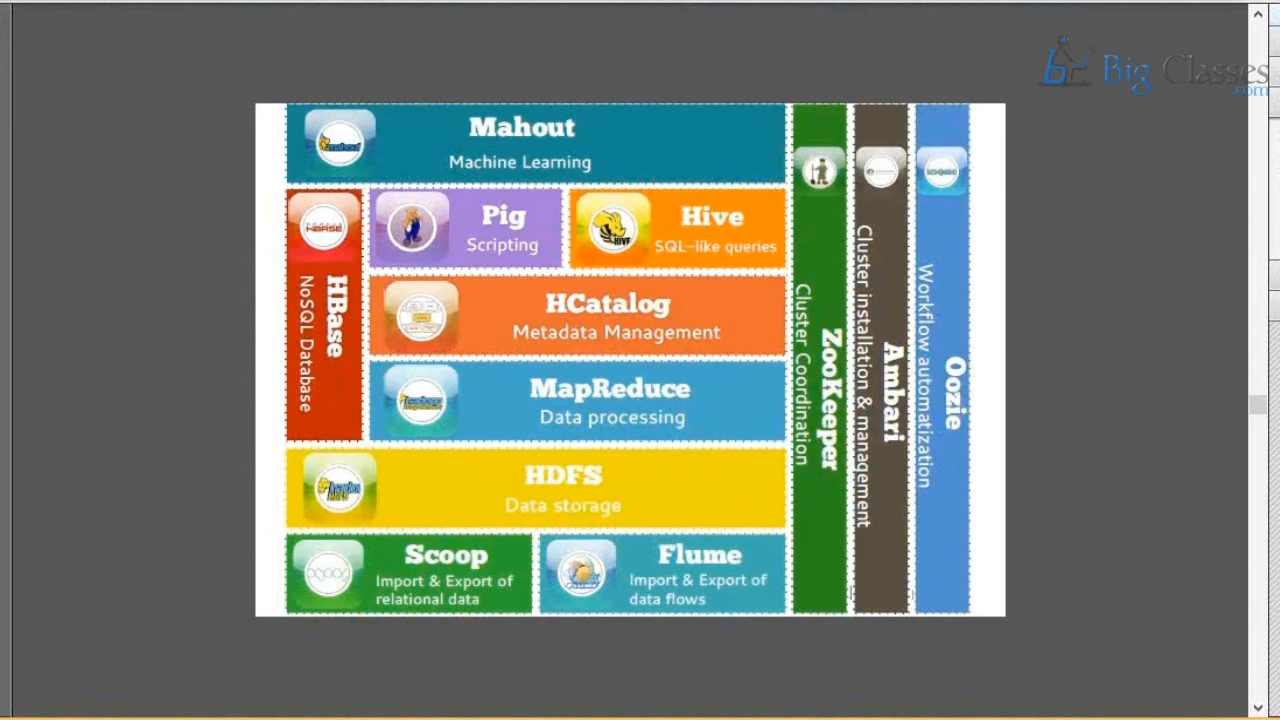 Big Classes
.com
Mahout
Machine Learning
HBase
NoSQL Database
Pig
Scripting
HIVE
Hive
SQL-like queries
HCatalog
Metadata Management
MapReduce
Data processing
HDFS
Data storage
Scoop
Import & Export of
relational data
Flume
Import & Export of
data flows
ZooKeeper
Cluster Coordination
Ambari
Cluster installation & management
Oozie
Workflow automatization